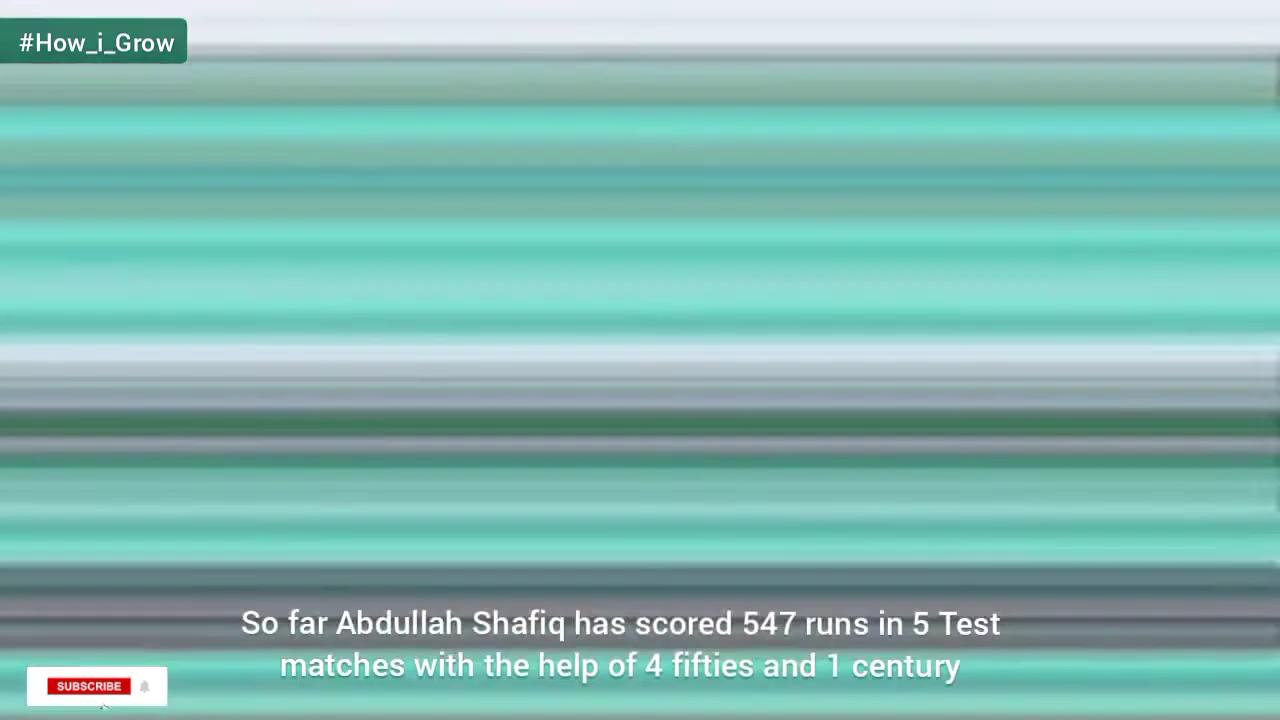 #How_i_Grow
So far Abdullah Shafiq has scored 547 runs in 5 Test
matches with the help of 4 fifties and 1 century
SUBSCRIBE